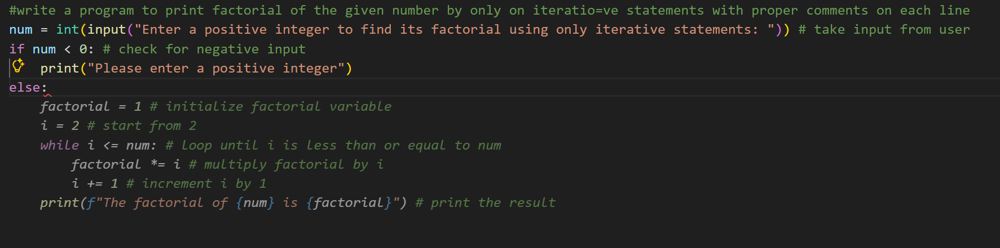 #write a program to print factorial of the given number by only on iteratio=ve statements with proper comments on each line
num = int(input("Enter a positive integer to find its factorial using only iterative statements: ")) # take input from user
if num < 0: # check for negative input
    print("Please enter a positive integer")
else:
    factorial = 1 # initialize factorial variable
    i = 2 # start from 2
    while i <= num: # loop until i is less than or equal to num
        factorial *= i # multiply factorial by i
        i += 1 # increment i by 1
    print(f"The factorial of {num} is {factorial}") # print the result